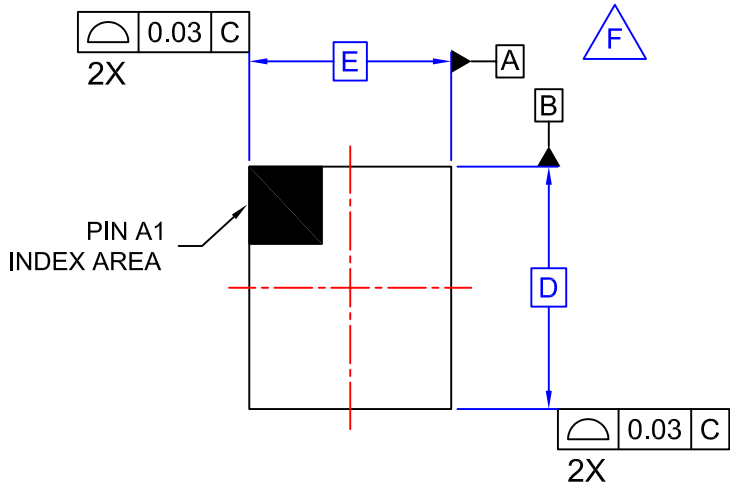 0.03 C
2X
E
A
F
B
PIN A1
INDEX AREA
D
0.03 C
2X